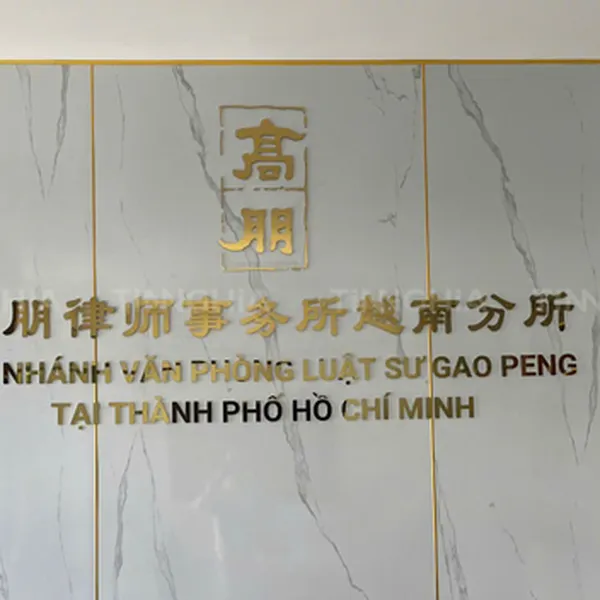 高
朋
朋律师事务所越南分所
NHÁNH VĂN PHÒNG LUẬT SƯ GAO PENG
TẠI THÀNH PHỐ HỒ CHÍ MINH